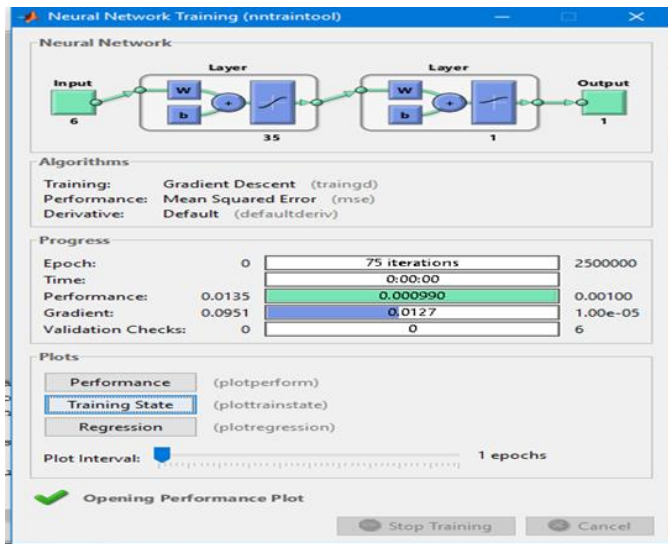 Neural Network Training (nntraintool)
Neural Network
Layer Layer
Input Output
W W
b b
+ +
6 35 1 1
Algorithms
Training: Gradient Descent (traingd)
Performance: Mean Squared Error (mse)
Derivative: Default (defaultderiv)
Progress
Epoch: 0 75 iterations 2500000
Time: 0:00:00
Performance: 0.0135 0.000990 0.00100
Gradient: 0.0951 0.0127 1.00e-05
Validation Checks: 0 0 6
Plots
Performance (plotperform)
Training State (plottrainstate)
Regression (plotregression)
Plot Interval: 1 epochs
Opening Performance Plot
Stop Training Cancel